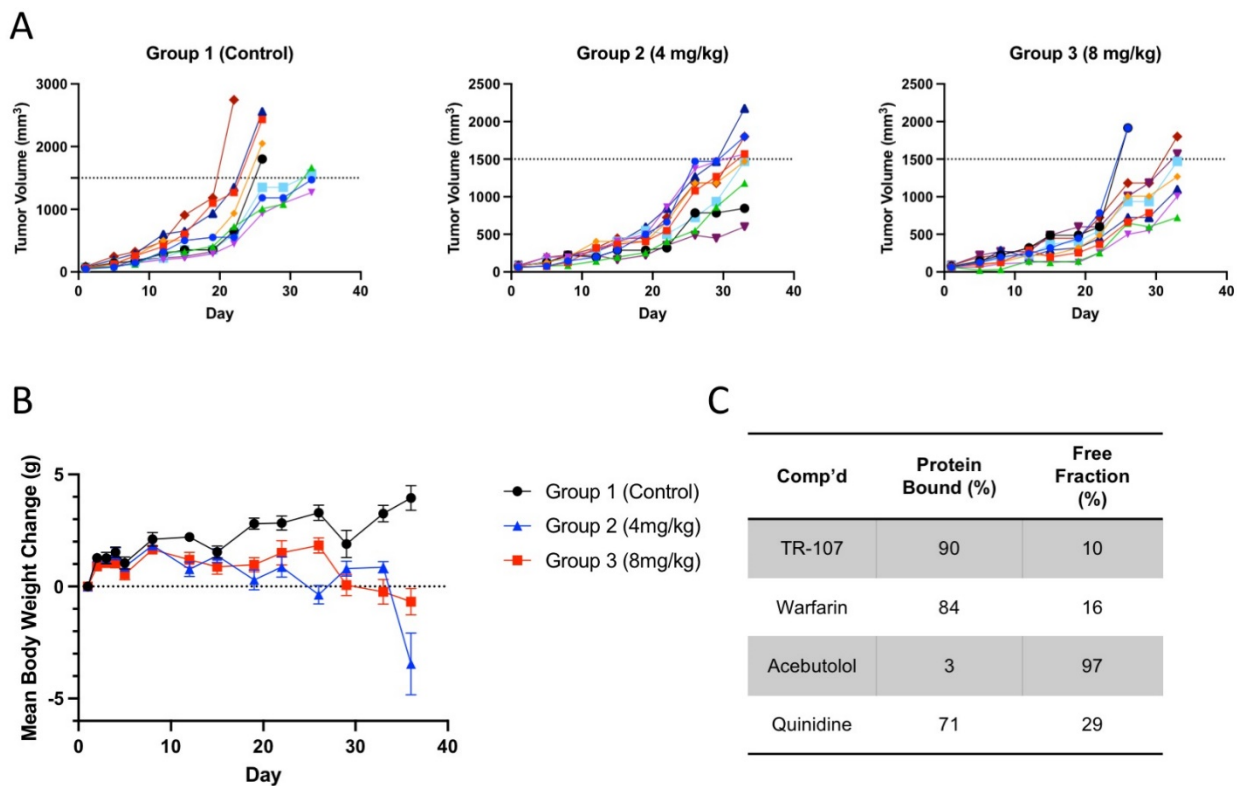 A
Group 1 (Control)
Group 2 (4 mg/kg)
Group 3 (8 mg/kg)
Tumor Volume (mm³)
3000
2000
1000
0
0
10
20
30
40
Day
Tumor Volume (mm³)
2500
2000
1500
1000
500
0
0
10
20
30
40
Day
Tumor Volume (mm³)
2500
2000
1500
1000
500
0
0
10
20
30
40
Day
B
Mean Body Weight Change (g)
5
0
-5
0
10
20
30
40
Day
Group 1 (Control)
Group 2 (4mg/kg)
Group 3 (8mg/kg)
C
Comp'd
Protein
Bound (%)
Free
Fraction
(%)
TR-107 90 10
Warfarin 84 16
Acebutolol 3 97
Quinidine 71 29